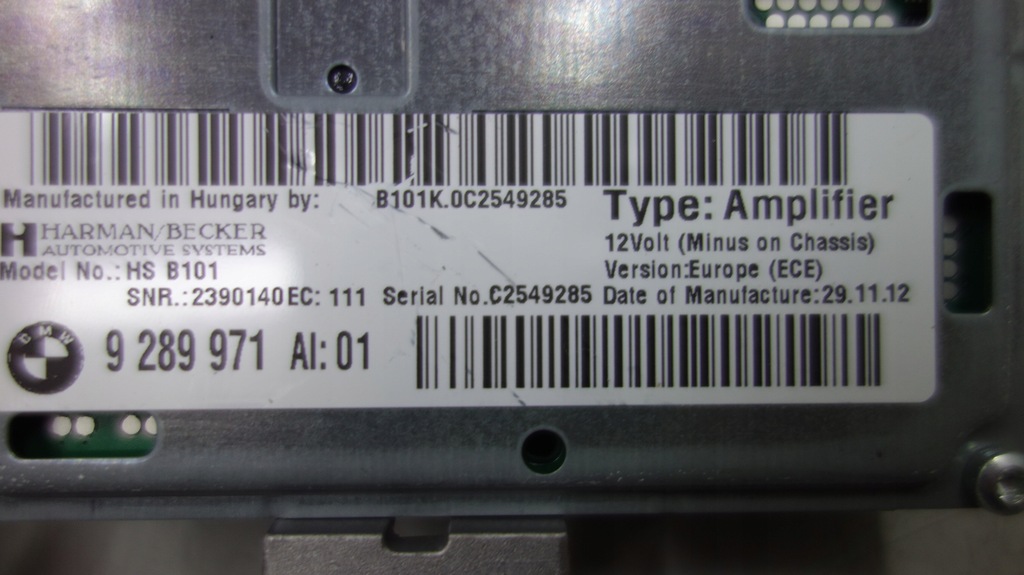 Manufactured in Hungary by: B101K.0C2549285 Type: Amplifier
HARMAN/BECKER
AUTOMOTIVE SYSTEMS
12Volt (Minus on Chassis)
Model No.: HS B101 Version:Europe (ECE)
SNR.:2390140 EC: 111 Serial No.C2549285 Date of Manufacture:29.11.12
BMW 9 289 971 AI: 01